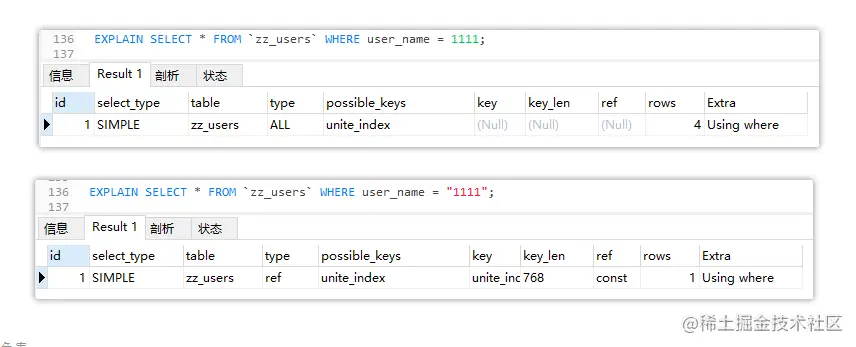 136 EXPLAIN SELECT * FROM `zz_users` WHERE user_name = 1111;
137
信息 Result 1 剖析 状态
id select_type table type possible_keys key key_len ref rows Extra
1 SIMPLE zz_users ALL unite_index (Null) (Null) (Null) 4 Using where
136 EXPLAIN SELECT * FROM `zz_users` WHERE user_name = "1111";
137
信息 Result 1 剖析 状态
id select_type table type possible_keys key key_len ref rows Extra
1 SIMPLE zz_users ref unite_index unite_inc 768 const 1 Using where
@稀土掘金技术社区